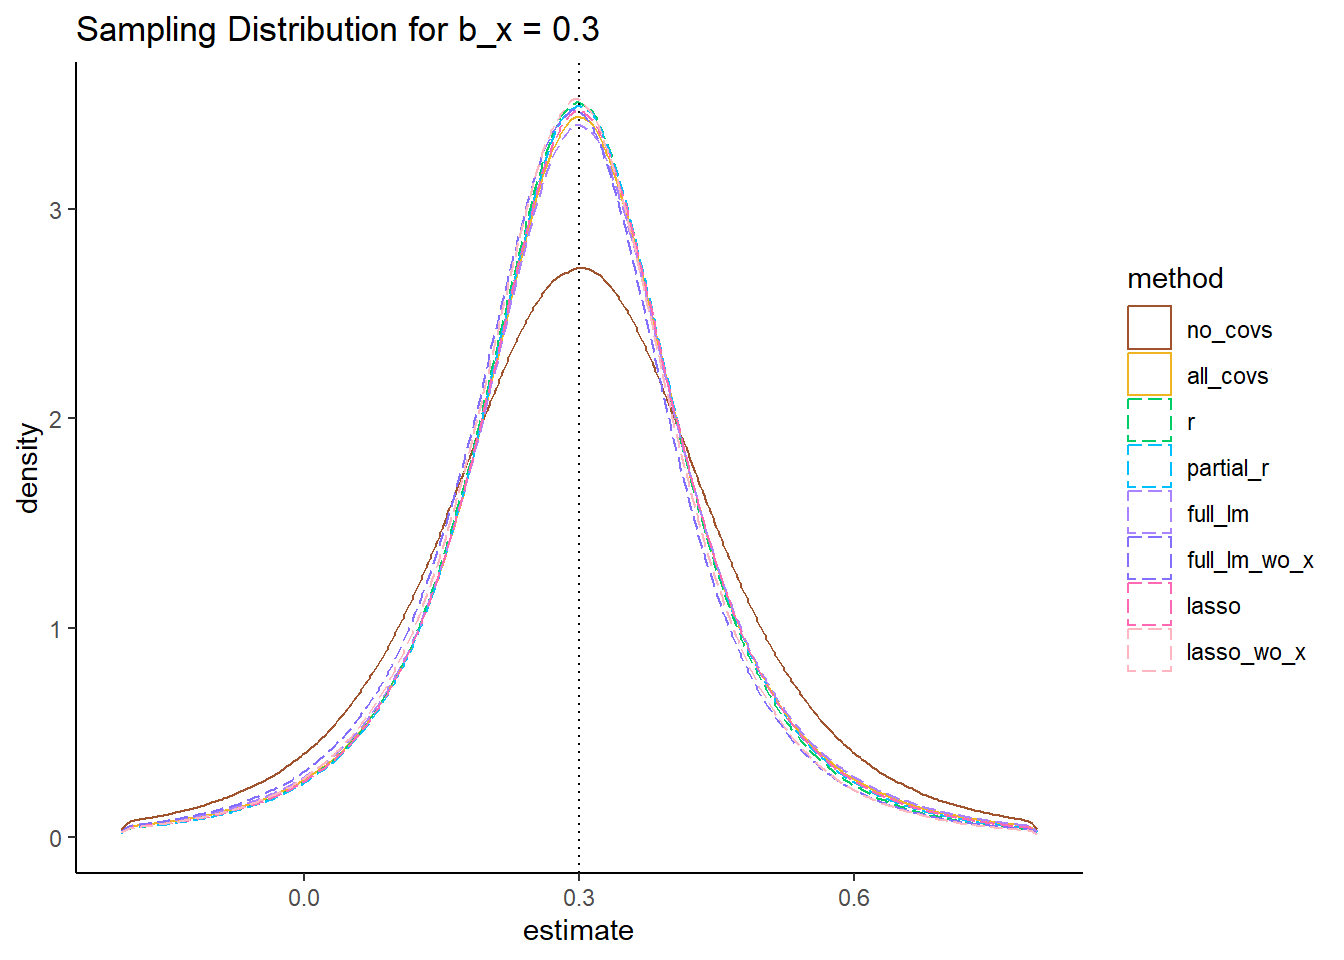 Sampling Distribution for b_x = 0.3
density
3
2
1
0
0.0
0.3
0.6
estimate
method
no_covs
all_covs
r
partial_r
full_lm
full_lm_wo_x
lasso
lasso_wo_x